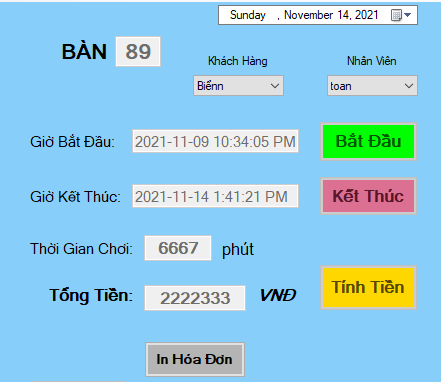 Sunday , November 14, 2021
BÀN 89
Khách Hàng Nhân Viên
Biểnn toan
Giờ Bắt Đầu: 2021-11-09 10:34:05 PM Bắt Đầu
Giờ Kết Thúc: 2021-11-14 1:41:21 PM Kết Thúc
Thời Gian Chơi: 6667 phút
Tổng Tiền: 2222333 VNĐ Tính Tiền
In Hóa Đơn